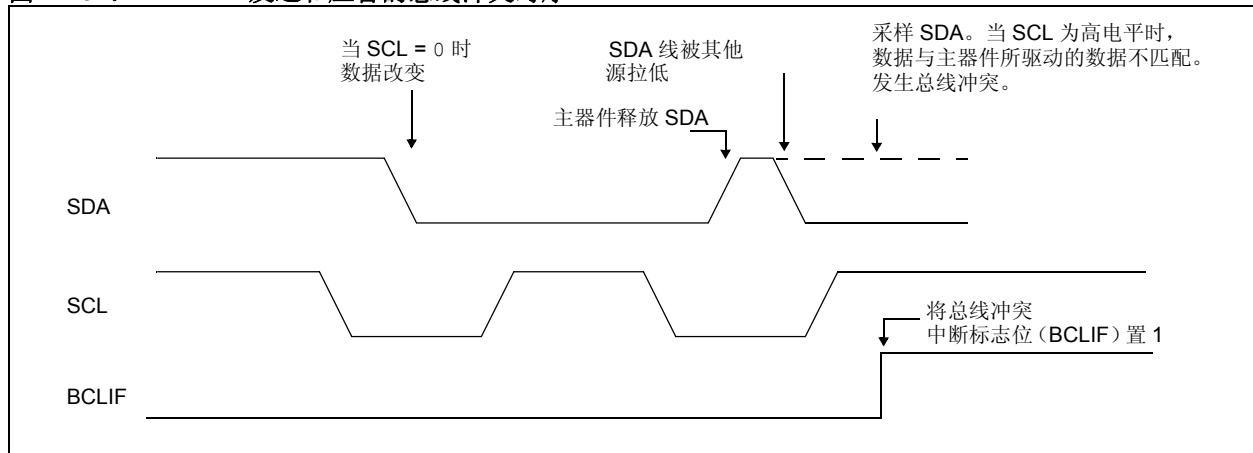 当 SCL = 0 时
数据改变
SDA 线被其他
源拉低
主器件释放 SDA
采样 SDA。当 SCL 为高电平时，
数据与主器件所驱动的数据不匹配。
发生总线冲突。
SDA
SCL
将总线冲突
中断标志位（BCLIF）置 1
BCLIF